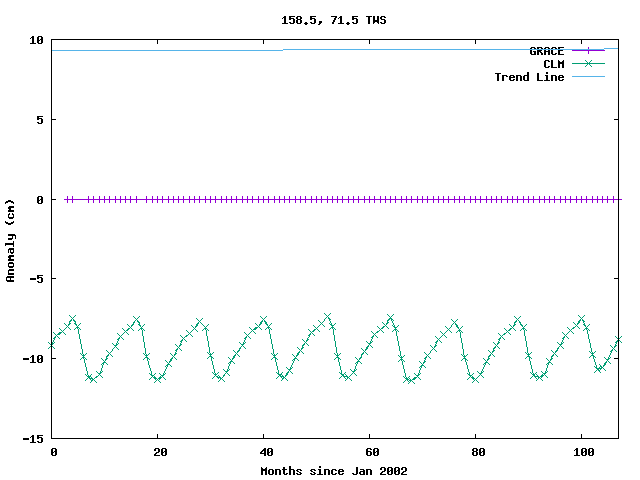 158.5, 71.5 TWS
10
GRACE
CLM
Trend Line
5
0
Anomaly (cm)
-5
-10
-15
0 20 40 60 80 100
Months since Jan 2002